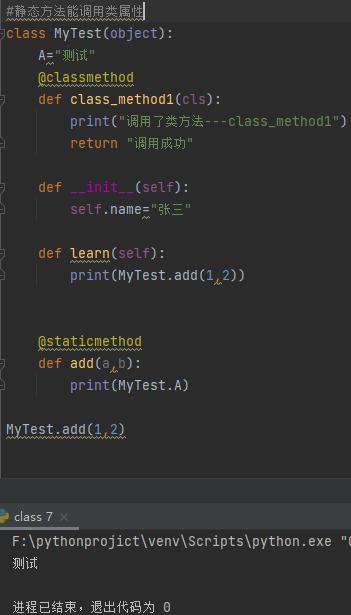 #静态方法能调用类属性
class MyTest(object):
    A="测试"
    @classmethod
    def class_method1(cls):
        print("调用了类方法---class_method1")
        return "调用成功"
    def __init__(self):
        self.name="张三"
    def learn(self):
        print(MyTest.add(1,2))
    @staticmethod
    def add(a,b):
        print(MyTest.A)
MyTest.add(1,2)
class 7 ×
F:\pythonprojict\venv\Scripts\python.exe "
测试
进程已结束,退出代码为 0